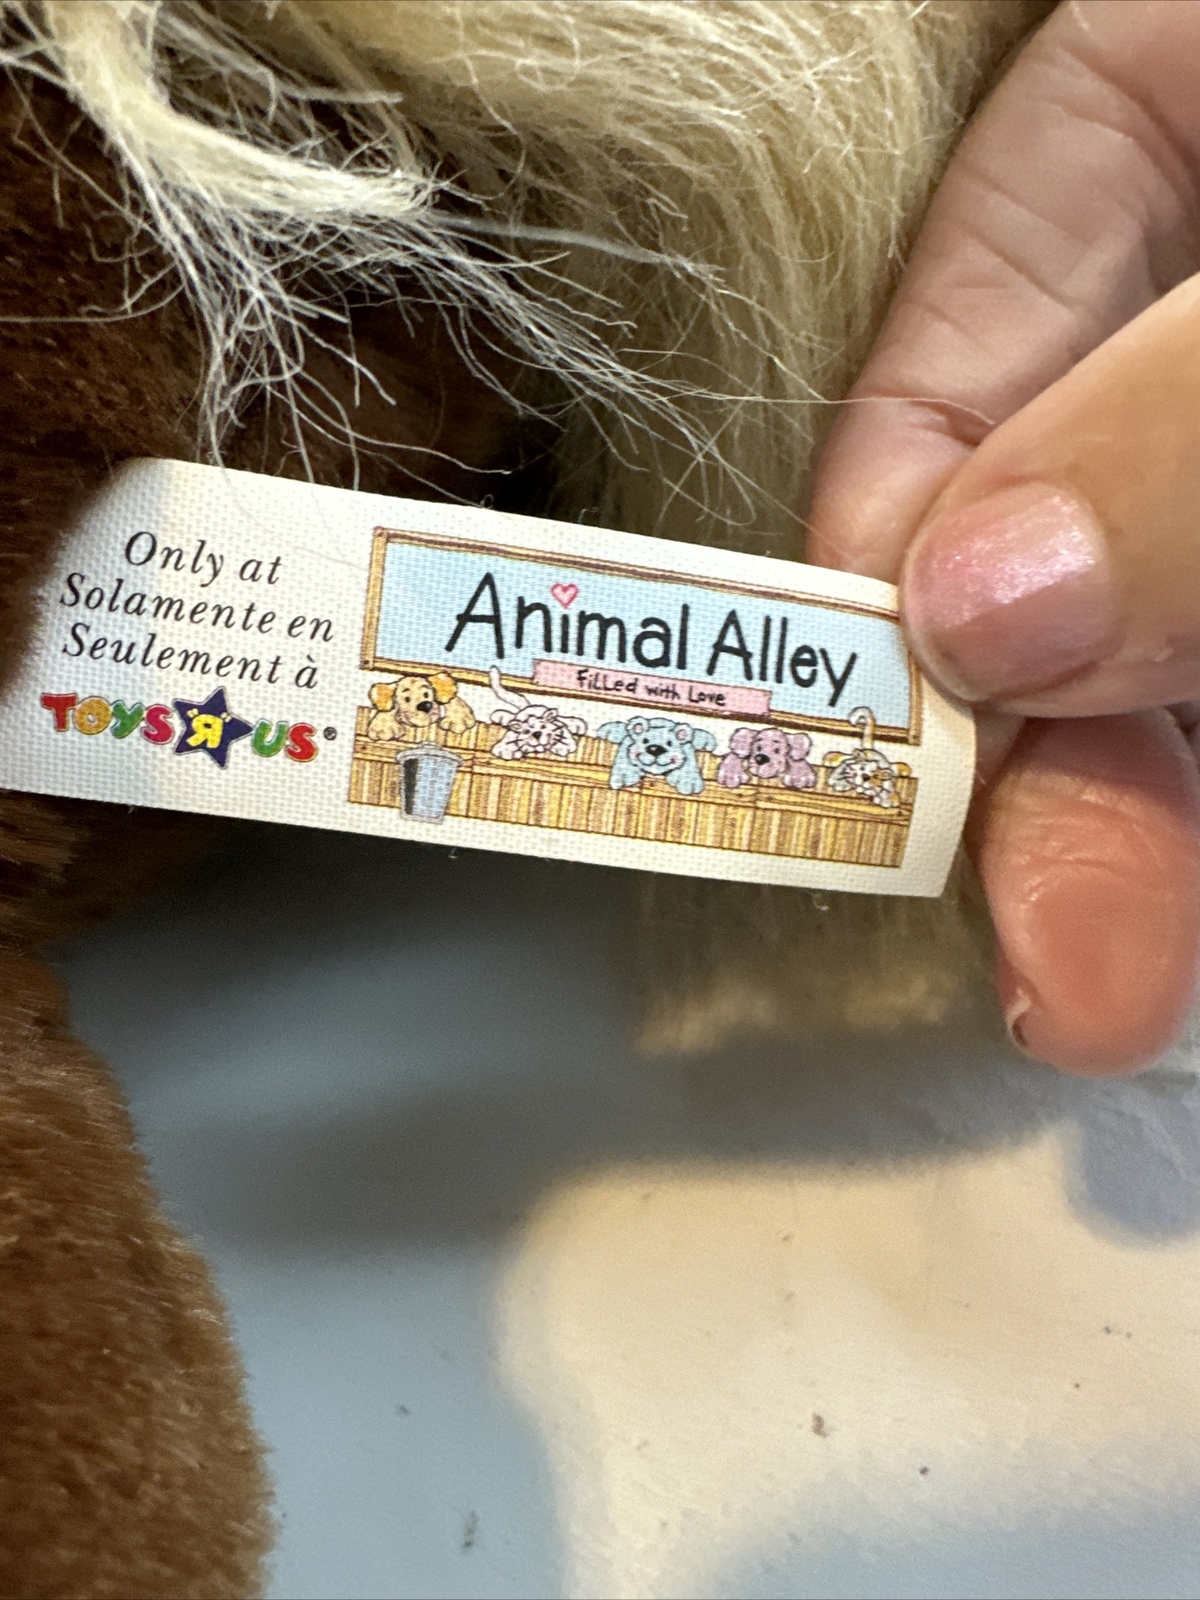 Only at
Solamente en
Seulement à
TOYS R US®
Animal Alley
filled with Love